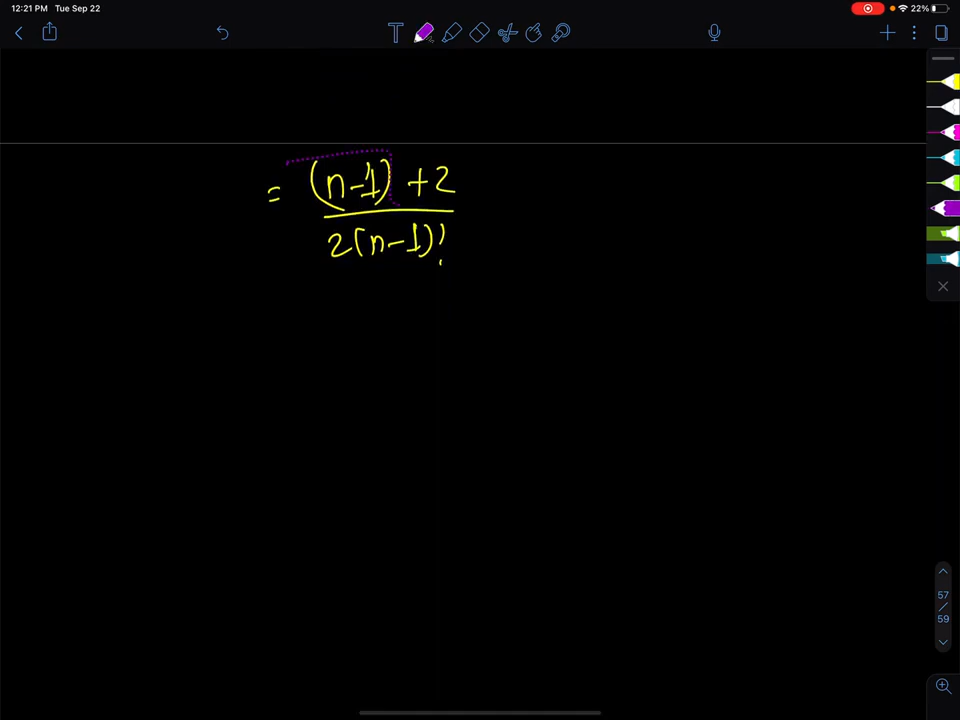 12:21 PM Tue Sep 22
22%
T
= (n-1) + 2
2(n-1)!
57
/
59